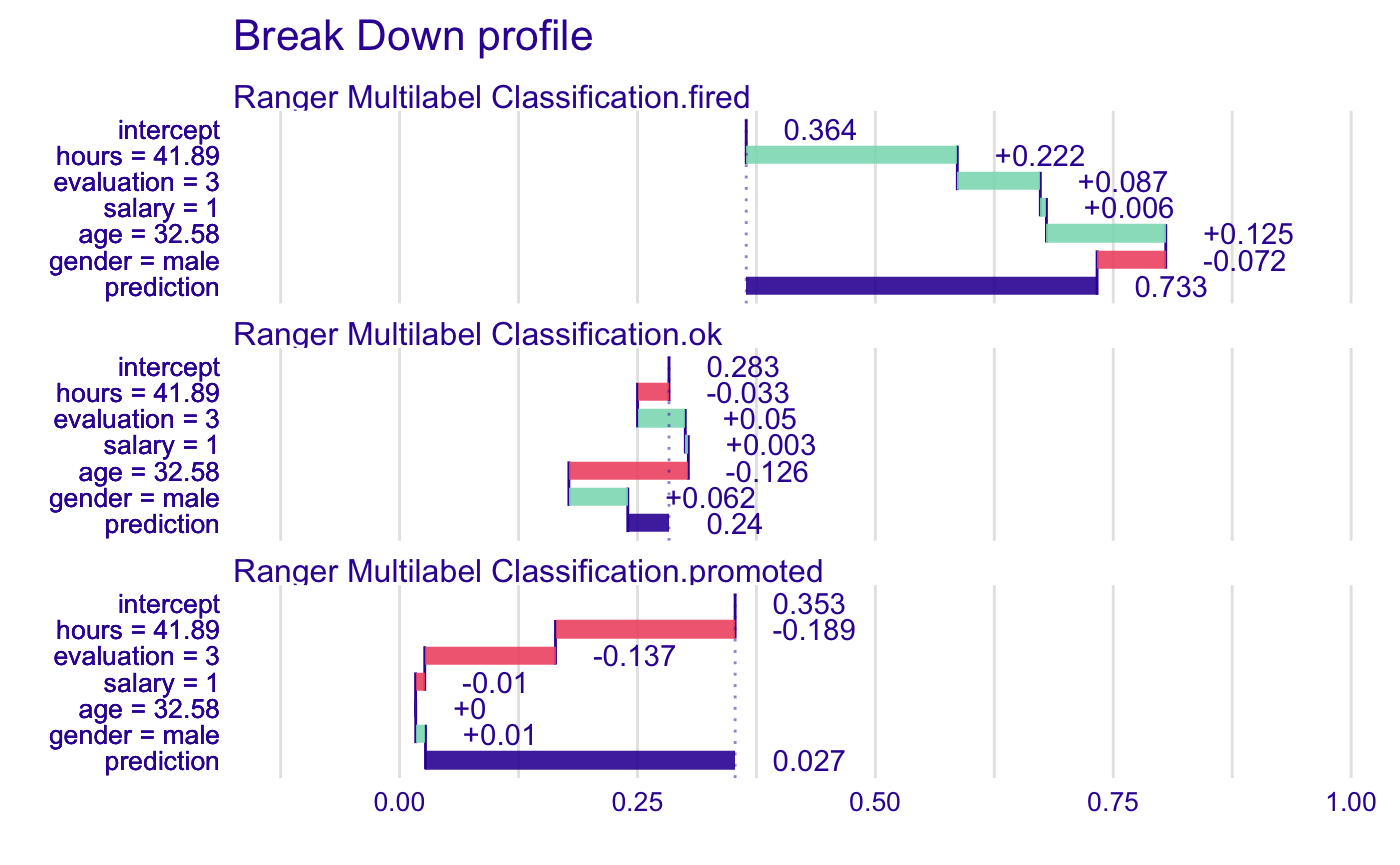 Break Down profile
Ranger Multilabel Classification.fired
intercept 0.364
hours = 41.89 +0.222
evaluation = 3 +0.087
salary = 1 +0.006
age = 32.58 +0.125
gender = male -0.072
prediction 0.733
Ranger Multilabel Classification.ok
intercept 0.283
hours = 41.89 -0.033
evaluation = 3 +0.05
salary = 1 +0.003
age = 32.58 -0.126
gender = male +0.062
prediction 0.24
Ranger Multilabel Classification.promoted
intercept 0.353
hours = 41.89 -0.189
evaluation = 3 -0.137
salary = 1 -0.01
age = 32.58 +0
gender = male +0.01
prediction 0.027
0.00 0.25 0.50 0.75 1.00